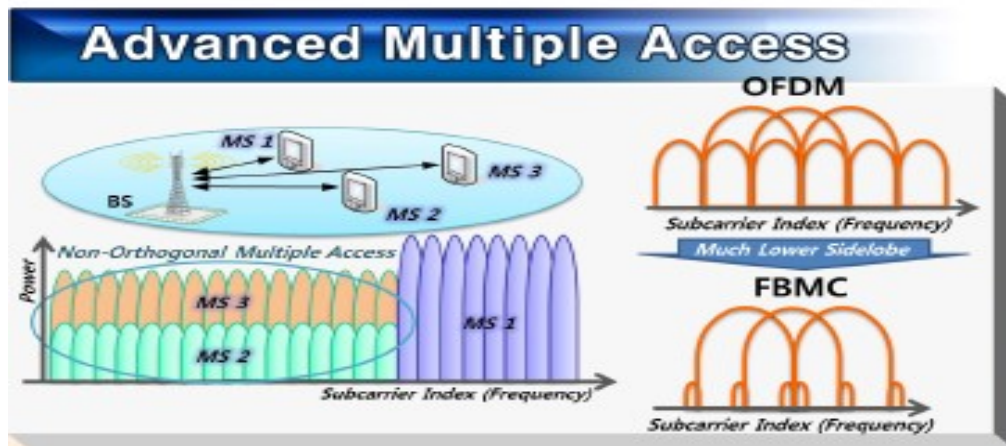 Advanced Multiple Access
OFDM
MS 1
MS 3
BS
MS 2
Subcarrier Index (Frequency)
Non-Orthogonal Multiple Access
Much Lower Sidelobe
Power
FBMC
MS 3
MS 1
MS 2
Subcarrier Index (Frequency)
Subcarrier Index (Frequency)